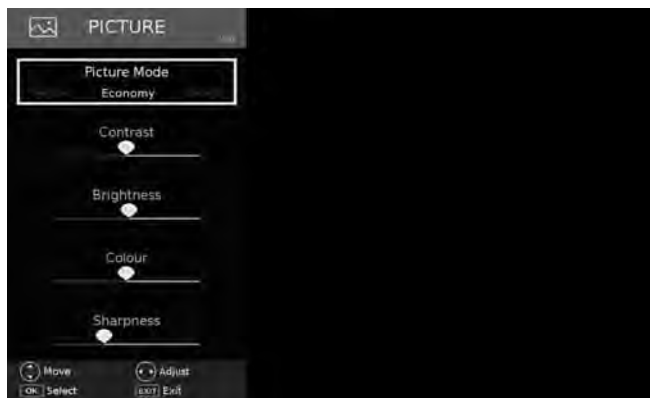 PICTURE
Picture Mode
Economy
Contrast
Brightness
Colour
Sharpness
Move
Adjust
OK Select
EXIT Exit